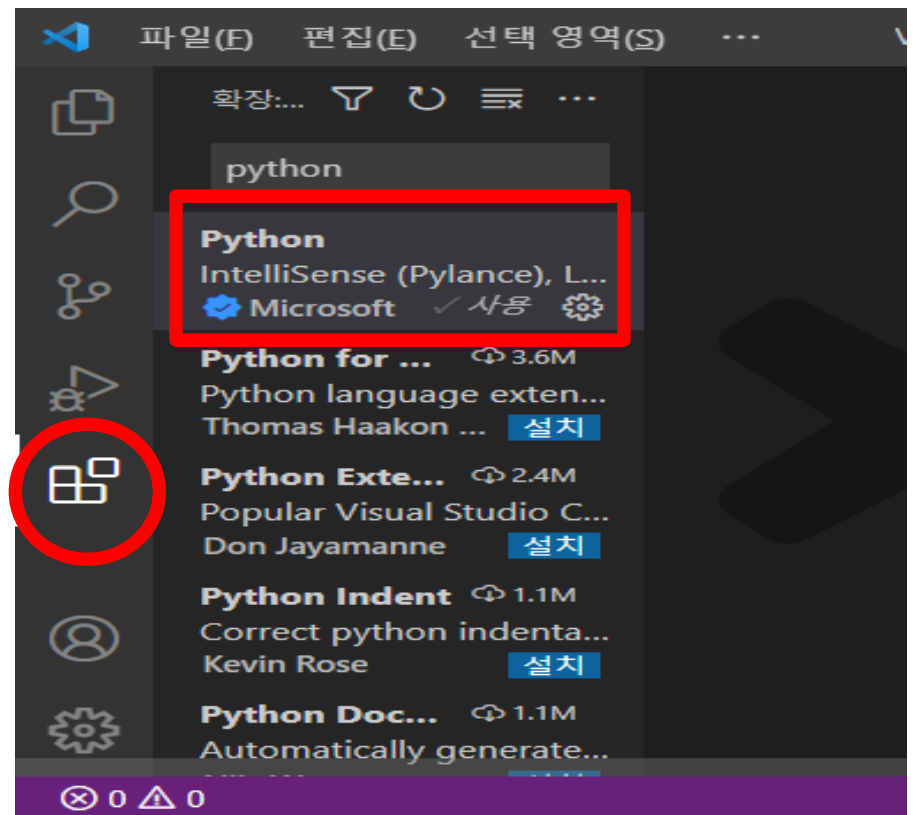 파일(F) 편집(E) 선택 영역(S) ···
확장:... ···
python
Python
IntelliSense (Pylance), L...
Microsoft ✓ 사용
Python for ... 3.6M
Python language exten...
Thomas Haakon ... 설치
Python Exte... 2.4M
Popular Visual Studio C...
Don Jayamanne 설치
Python Indent 1.1M
Correct python indenta...
Kevin Rose 설치
Python Doc... 1.1M
Automatically generate...
0 0